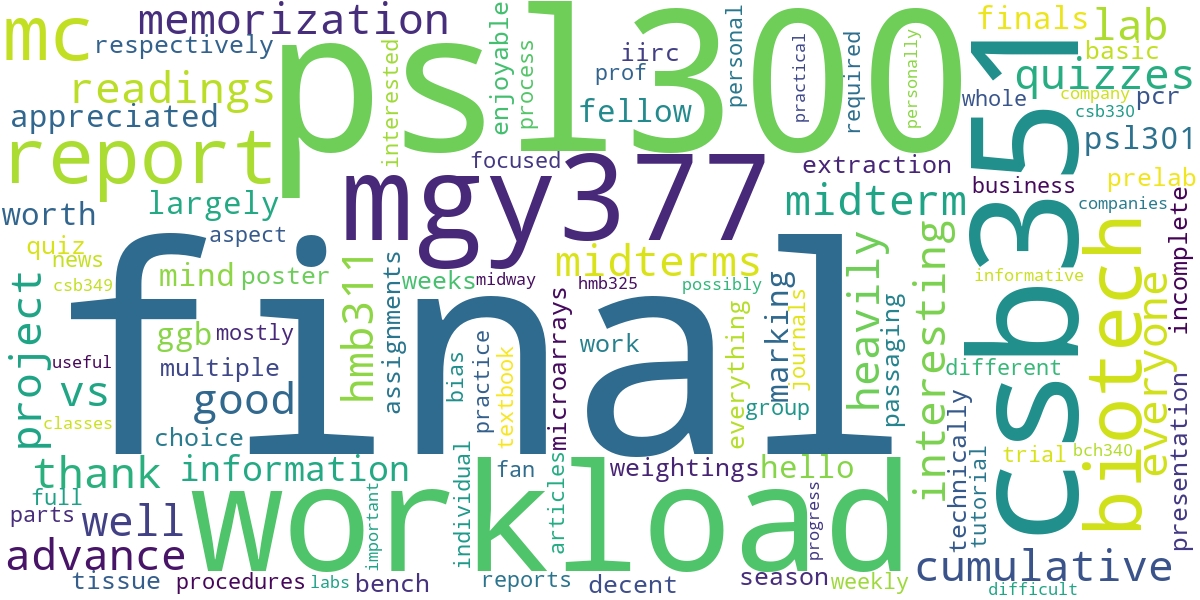 memorization
mc
respectively
readings
appreciated
report
psl300
interested
enjoyable
process
iirc
prof
fellow
personal
practical
required
personally
finals
lab
basic
quizzes
company
whole
pcr
csb330
psl301
csb351
focused
mgy377
extraction
midterm
business
prelab
companies
worth
largely
aspect
quiz
news
csb349
mind
poster
project
ggb
mostly
useful
multiple
vs
classes
good
choice
final
hmb311
assignments
weeks
midterms
midway
hmb325
possibly
bias
practice
textbook
microarrays
work
everything
group
marking
journals
heavily
passaging
interesting
informative
different
biotech
everyone
incomplete
thank
information
full
parts
well
advance
tissue
procedures
labs
important
bench
workload
individual
fan
articles
weightings
hello
reports
decent
progress
season
weekly
technically
tutorial
trial
bch340
presentation
cumulative
difficult